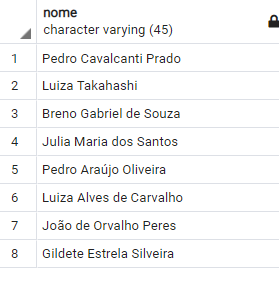 nome
character varying (45)
1 Pedro Cavalcanti Prado
2 Luiza Takahashi
3 Breno Gabriel de Souza
4 Julia Maria dos Santos
5 Pedro Araújo Oliveira
6 Luiza Alves de Carvalho
7 João de Orvalho Peres
8 Gildete Estrela Silveira